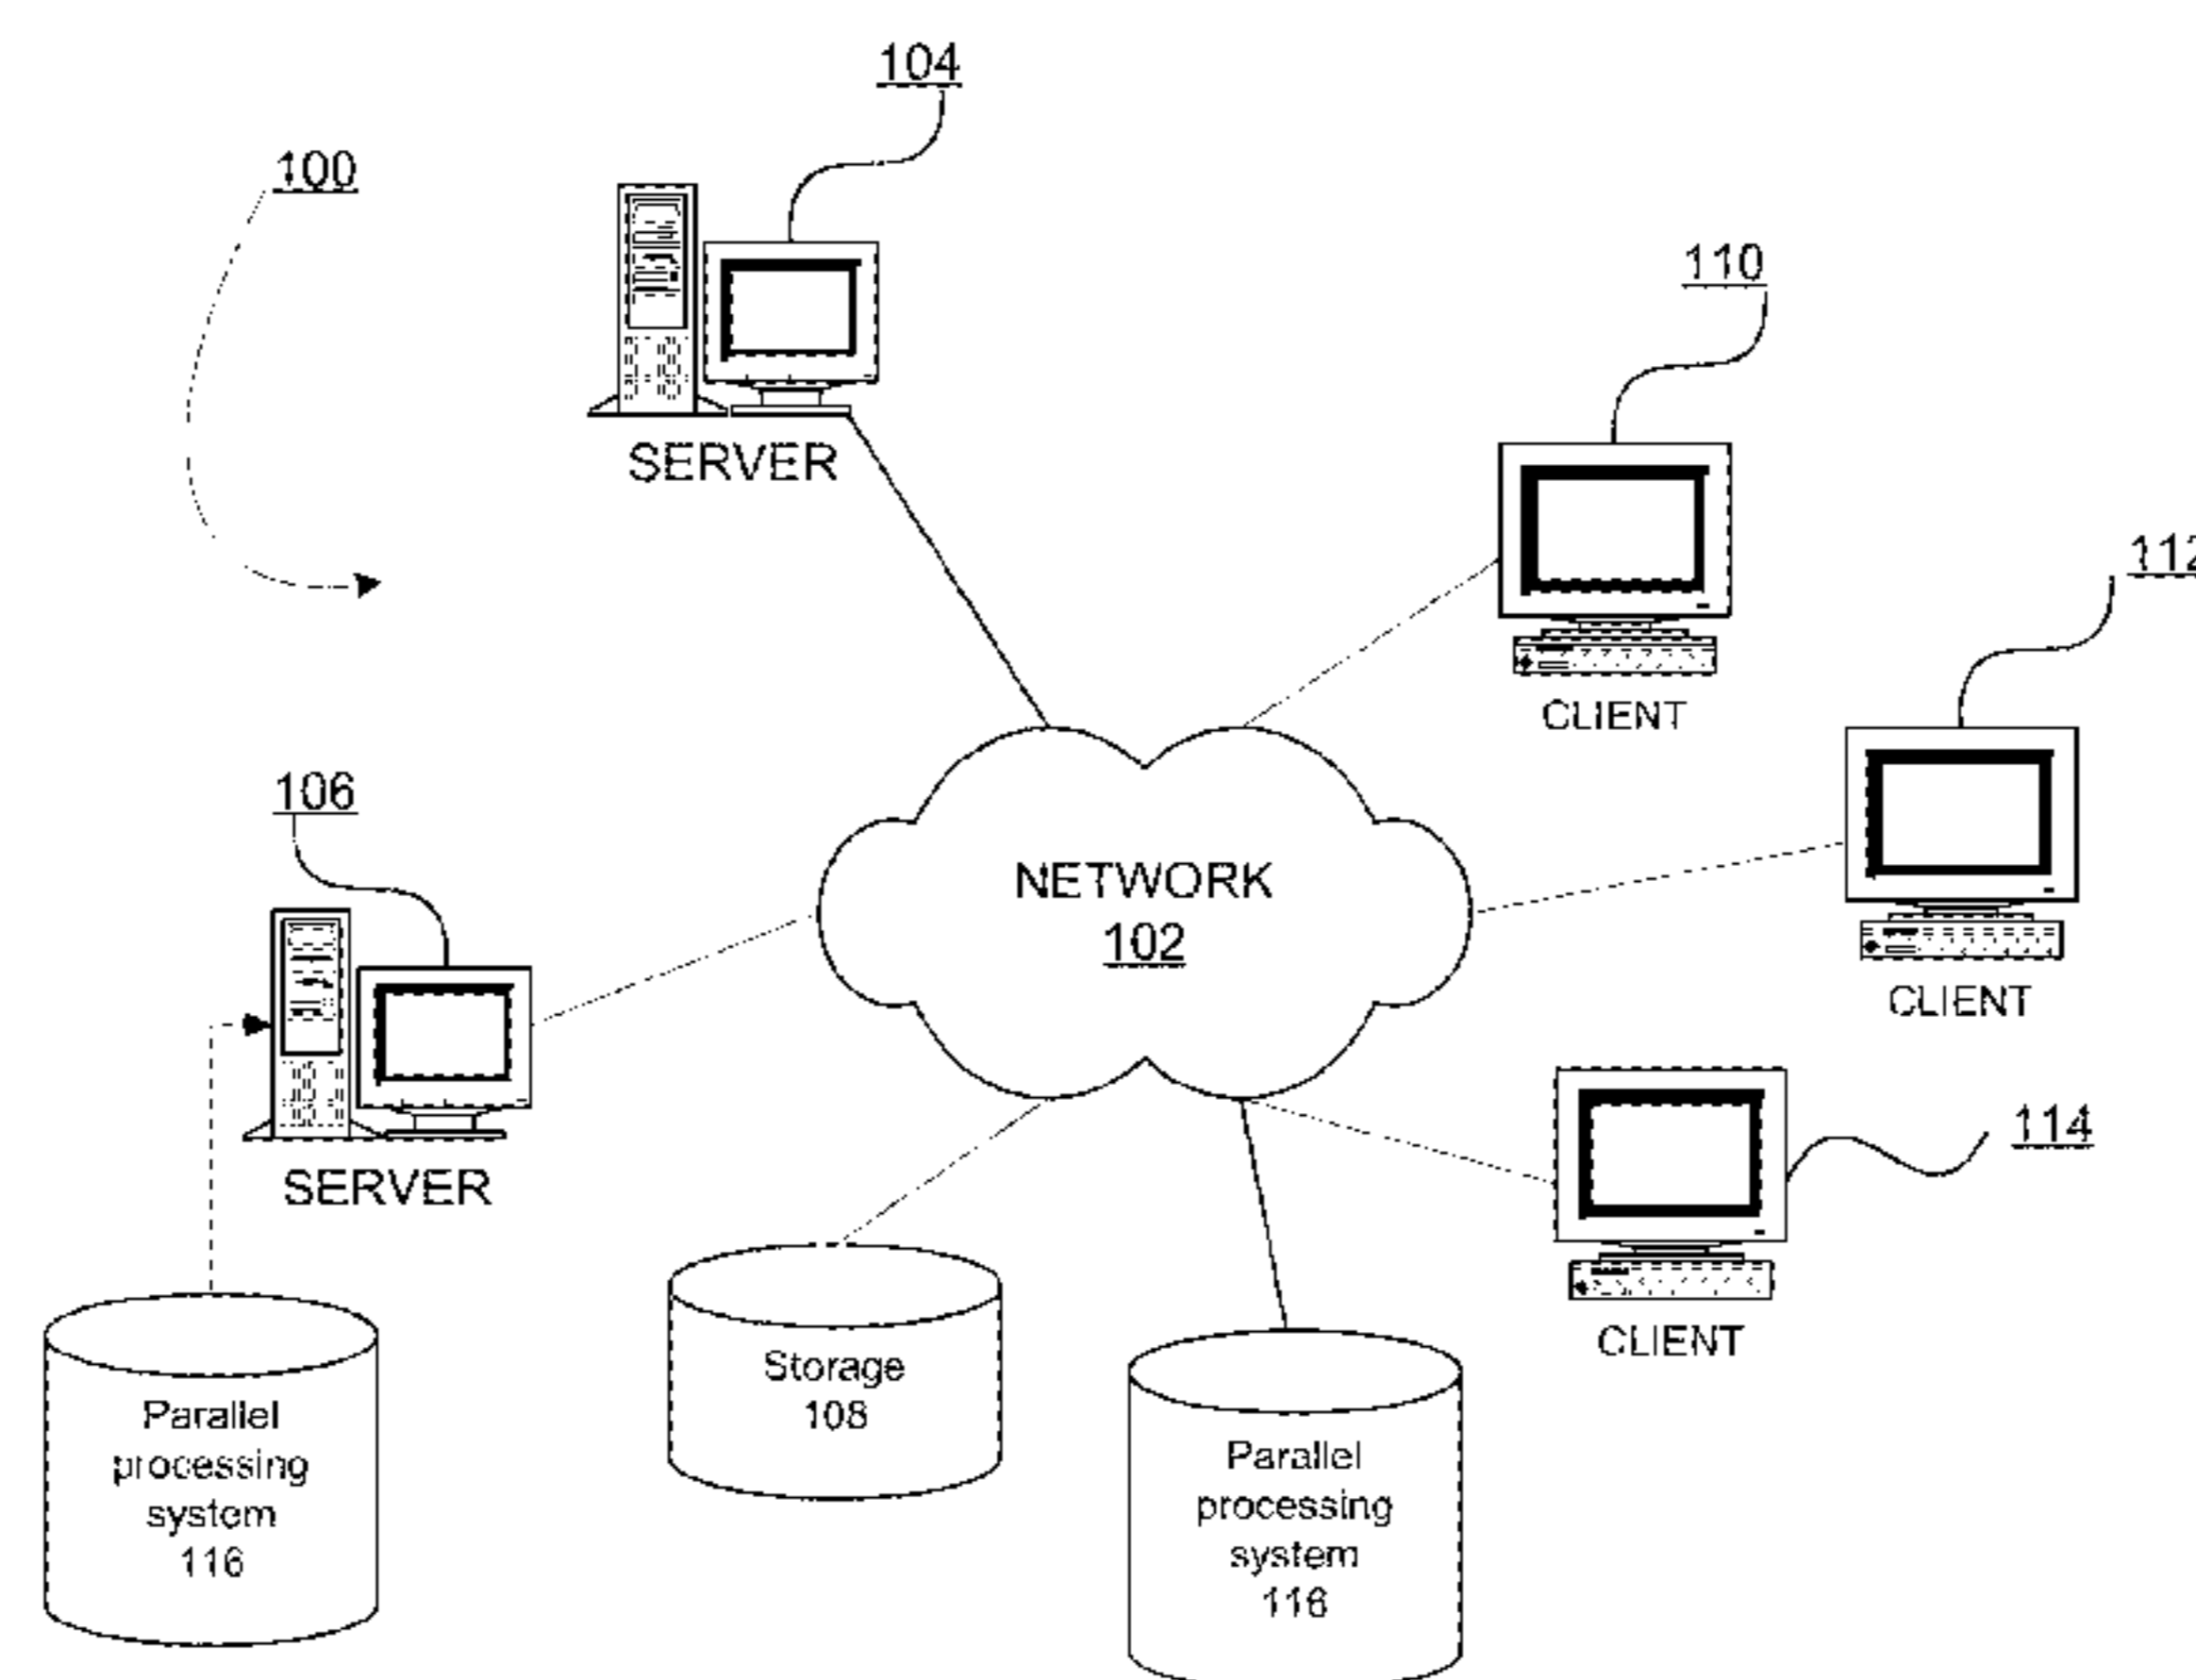 104
100
110
SERVER
112
CLIENT
106
NETWORK
102
CLIENT
114
SERVER
CLIENT
Storage
108
Parallel
processing
system
116
Parallel
processing
system
116